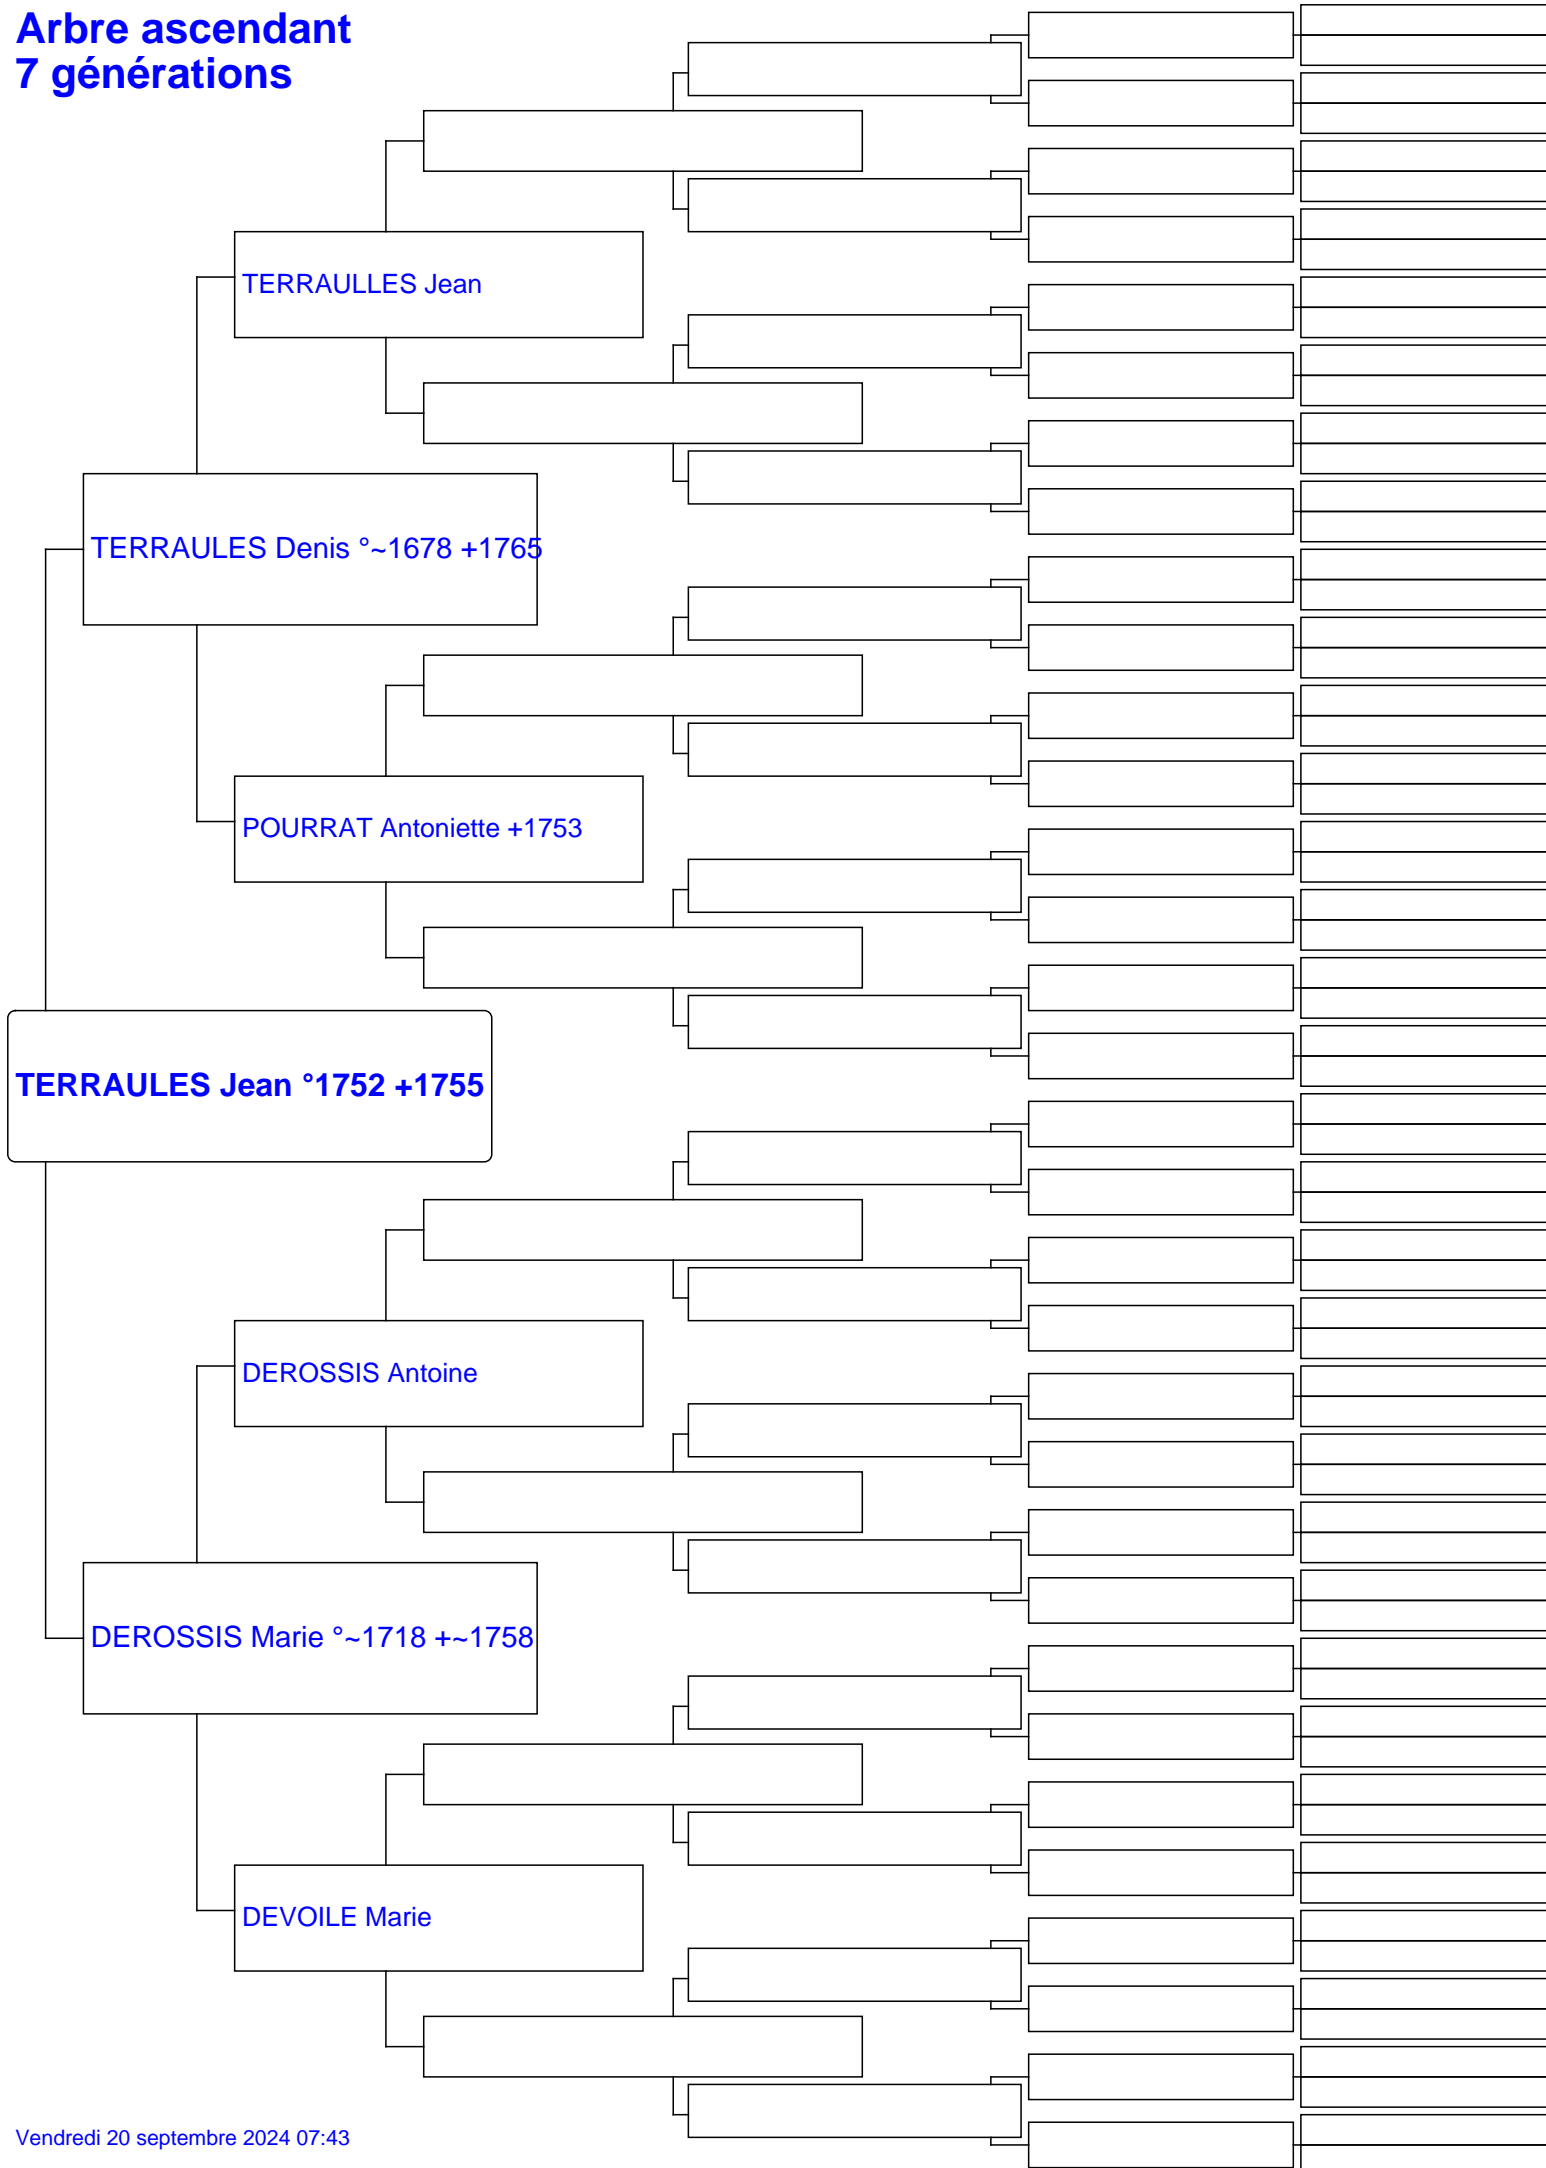 Arbre ascendant
7 générations
TERRAULLES Jean
TERRAULES Denis °~1678 +1765
POURRAT Antoniette +1753
TERRAULES Jean °1752 +1755
DEROSSIS Antoine
DEROSSIS Marie °~1718 +~1758
DEVOILE Marie
Vendredi 20 septembre 2024 07:43